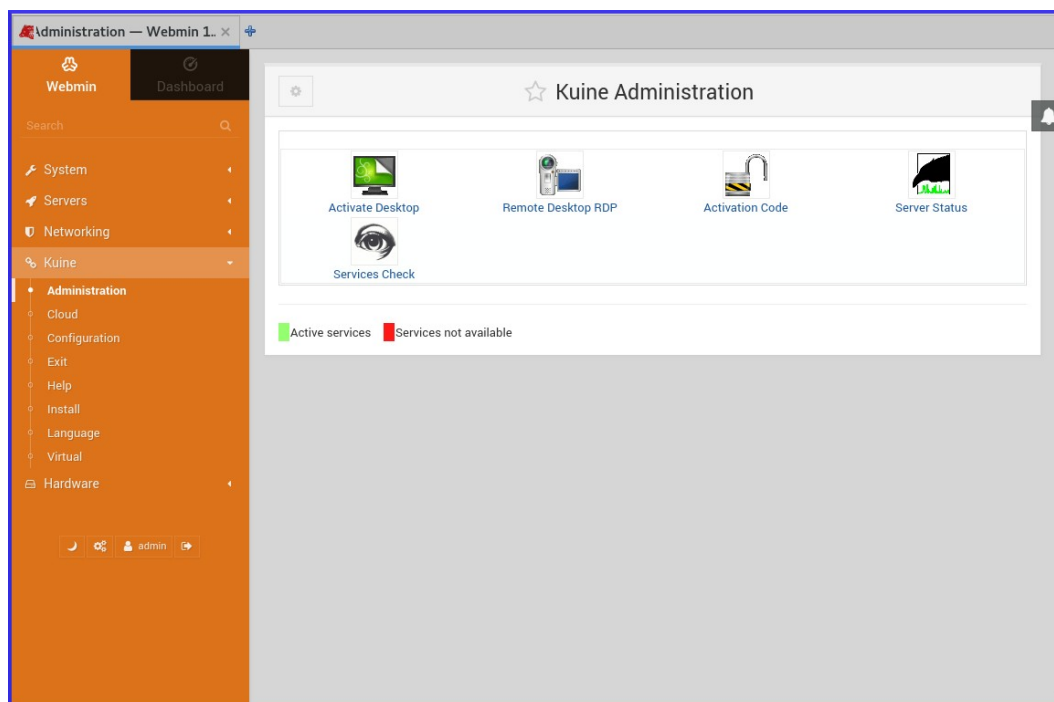 Administration — Webmin 1..
Webmin
Dashboard
Search
System
Servers
Networking
Kuine
Administration
Cloud
Configuration
Exit
Help
Install
Language
Virtual
Hardware
admin
Kuine Administration
Activate Desktop
Remote Desktop RDP
Activation Code
Server Status
Services Check
Active services
Services not available